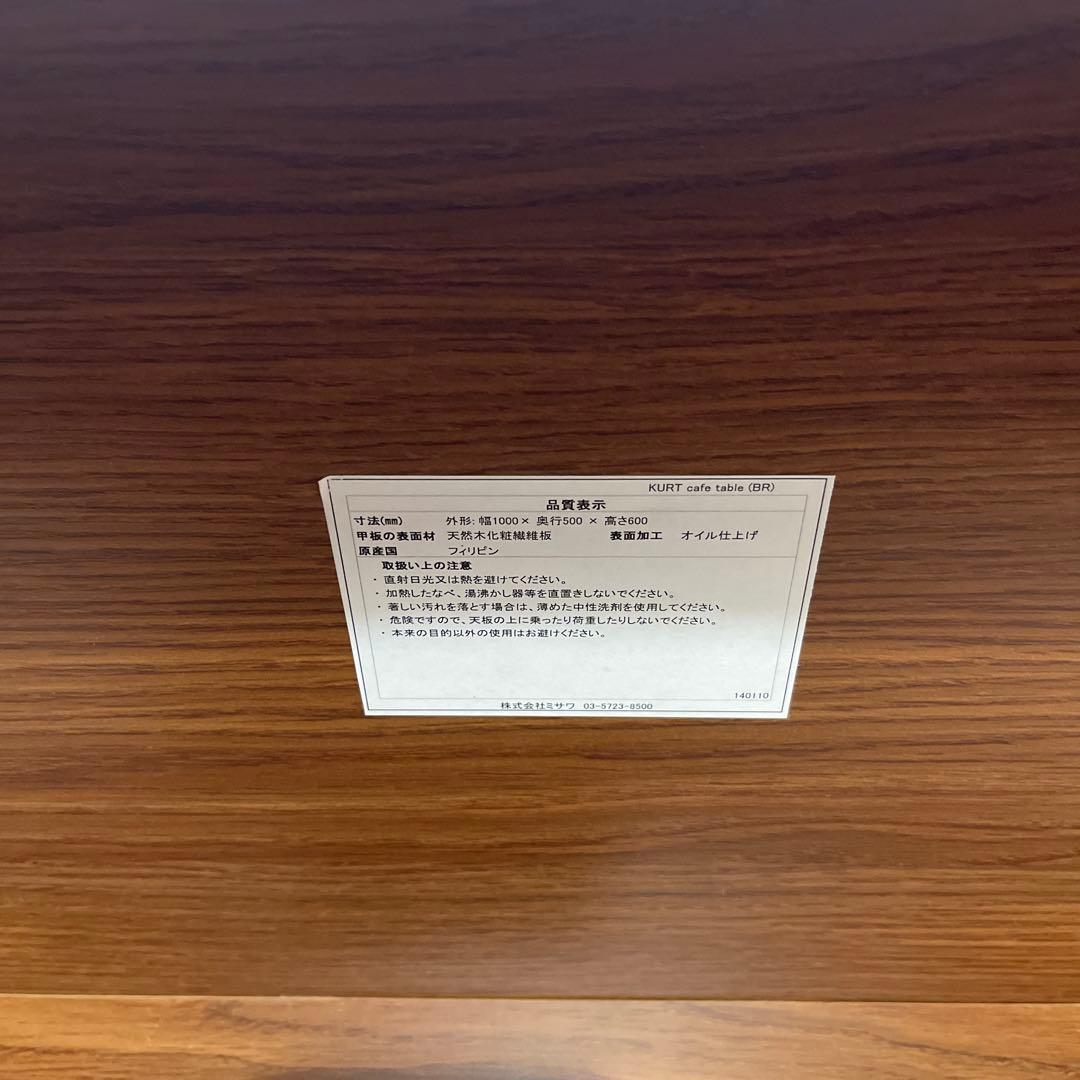 KURT cafe table (BR)
品質表示
寸法(㎜) 外形: 幅1000× 奥行500 × 高さ600
甲板の表面材 天然木化粧繊維板 表面加工 オイル仕上げ
原産国 フィリピン
取扱い上の注意
・直射日光又は熱を避けてください。
・加熱したなべ、湯沸かし器等を直置きしないでください。
・著しい汚れを落とす場合は、薄めた中性洗剤を使用してください。
・危険ですので、天板の上に乗ったり荷重したりしないでください。
・本来の目的以外の使用はお避けください。
140110
株式会社ミサワ 03-5723-8500